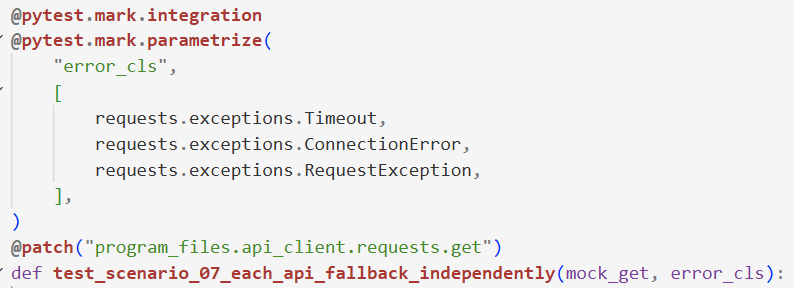 @pytest.mark.integration
@pytest.mark.parametrize(
    "error_cls",
    [
        requests.exceptions.Timeout,
        requests.exceptions.ConnectionError,
        requests.exceptions.RequestException,
    ],
)
@patch("program_files.api_client.requests.get")
def test_scenario_07_each_api_fallback_independently(mock_get, error_cls):